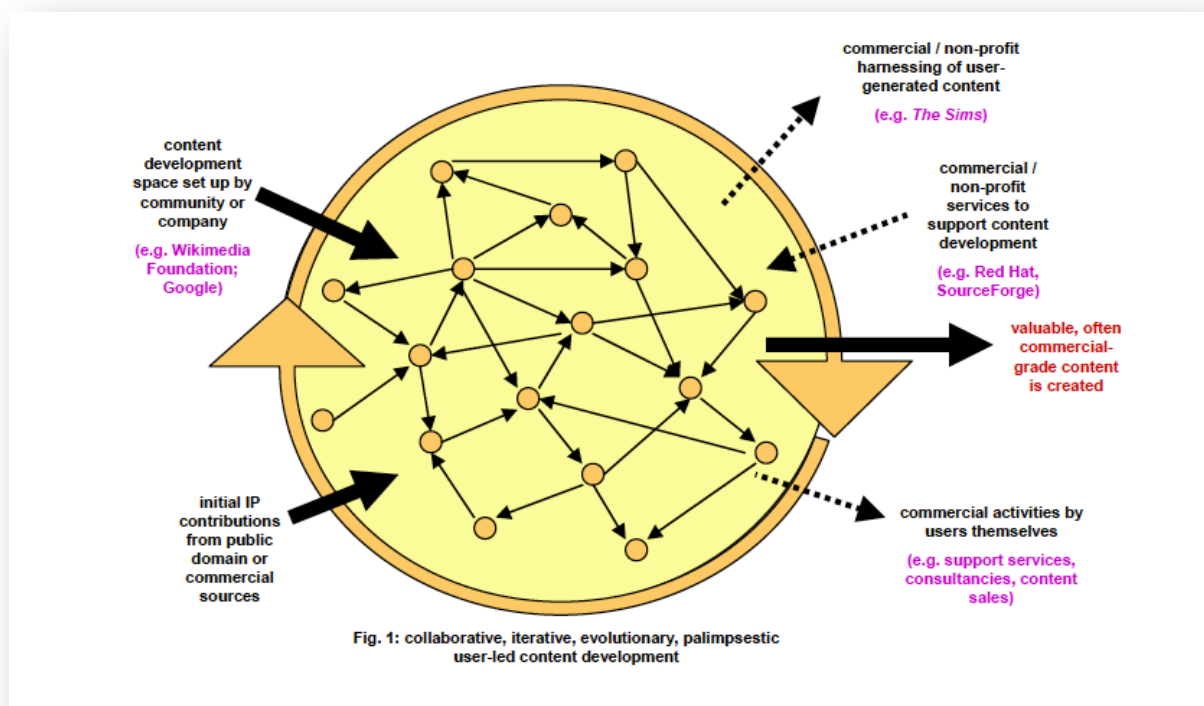 commercial / non-profit
harnessing of user-
generated content
(e.g. The Sims)
content
development
space set up by
community or
company
(e.g. Wikimedia
Foundation;
Google)
commercial /
non-profit
services to
support content
development
(e.g. Red Hat,
SourceForge)
valuable, often
commercial-
grade content
is created
initial IP
contributions
from public
domain or
commercial
sources
commercial activities by
users themselves
(e.g. support services,
consultancies, content
sales)
Fig. 1: collaborative, iterative, evolutionary, palimpsestic
user-led content development